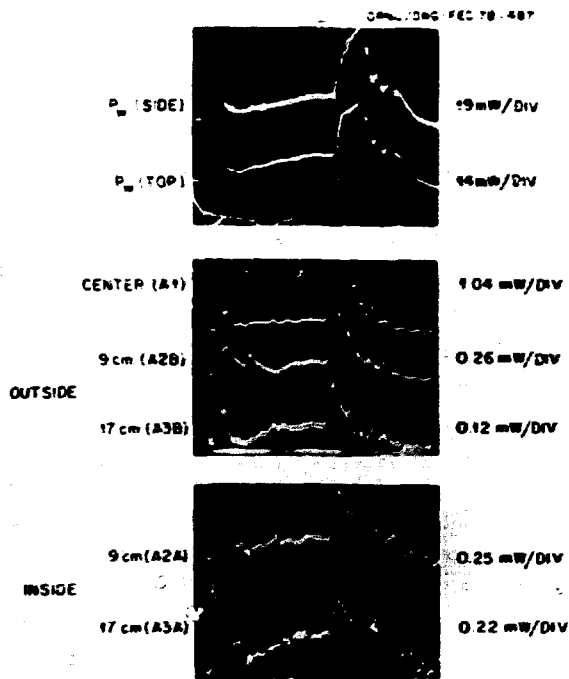 ORNL/DWG/FED 78-487
P_w (SIDE)
19 mW/DIV
P_w (TOP)
14 mW/DIV
CENTER (A1)
1.04 mW/DIV
9 cm (A2B)
0.26 mW/DIV
OUTSIDE
17 cm (A3B)
0.12 mW/DIV
9 cm (A2A)
0.25 mW/DIV
INSIDE
17 cm (A3A)
0.22 mW/DIV